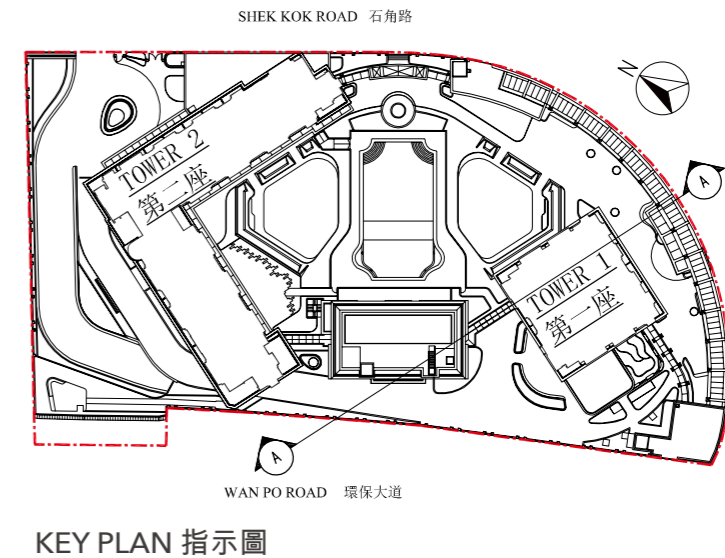 SHEK KOK ROAD 石角路
N
TOWER 2
第二座
A
TOWER 1
第一座
A
WAN PO ROAD 環保大道
KEY PLAN 指示圖